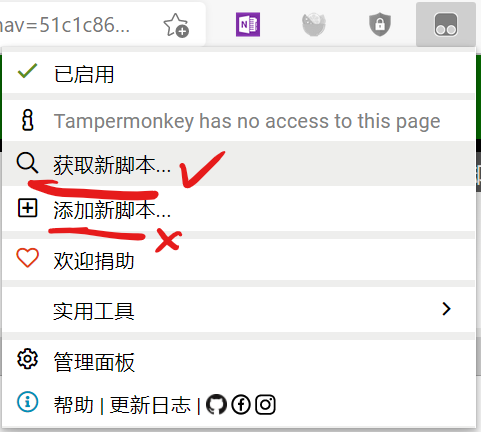 nav=51c1c86...
已启用
Tampermonkey has no access to this page
获取新脚本...
添加新脚本...
欢迎捐助
实用工具
管理面板
帮助 | 更新日志 |